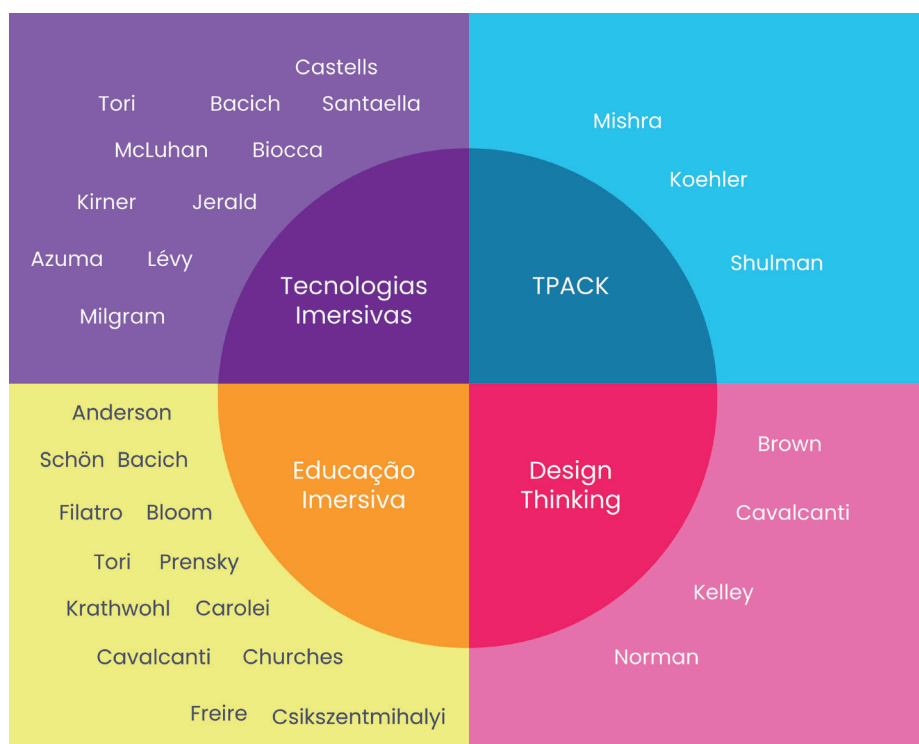 Castells
Tori Bacich Santaella
McLuhan Biocca
Kirner Jerald
Azuma Lévy
Milgram
Tecnologias
Imersivas
Mishra
Koehler
Shulman
TPACK
Anderson
Schön Bacich
Filatro Bloom
Tori Prensky
Krathwohl Carolei
Cavalcanti Churches
Freire Csikszentmihalyi
Educação
Imersiva
Design
Thinking
Brown
Cavalcanti
Kelley
Norman